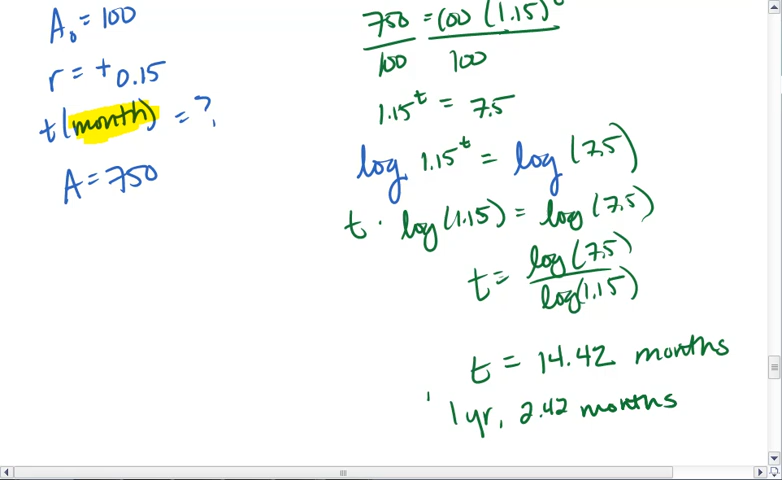 A₀ = 100
r = + 0.15
t (month) = ?
A = 750
750 = 100 (1.15)ᵗ
100 100
1.15ᵗ = 7.5
log 1.15ᵗ = log (7.5)
t · log (1.15) = log (7.5)
t = log (7.5)
log (1.15)
t = 14.42 months
1 yr, 2.42 months